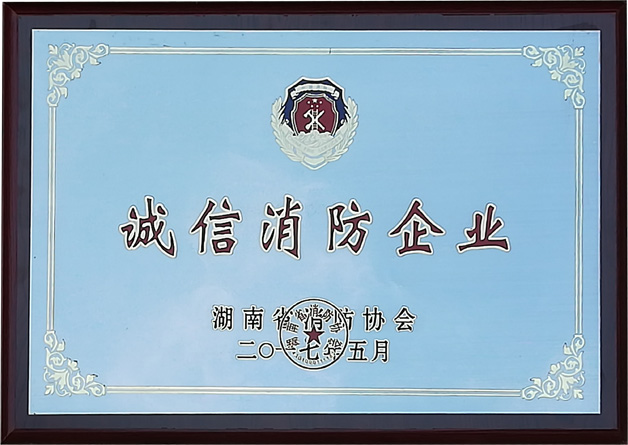 诚信消防企业
湖南省消防协会
二〇一七年五月